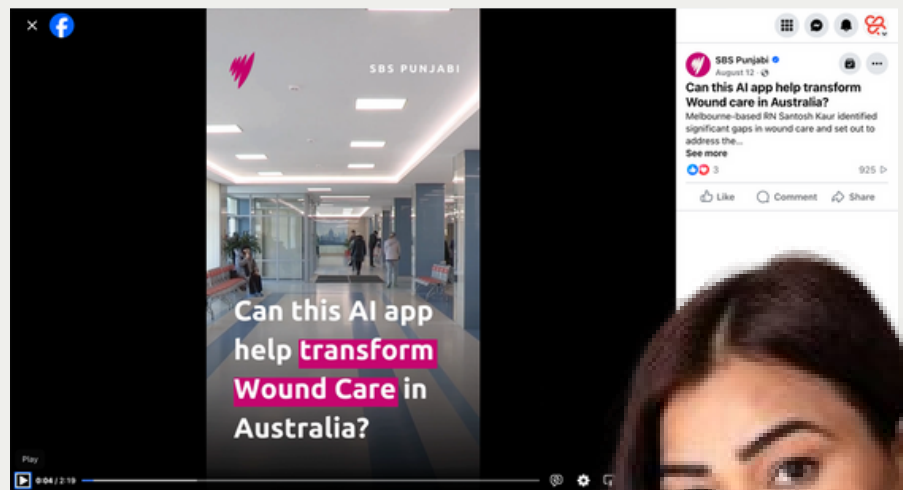 SBS PUNJABI
Can this AI app
help transform
Wound Care in
Australia?
Play
0:04 / 2:19
SBS Punjabi
August 12 ·
Can this AI app help transform
Wound care in Australia?
Melbourne-based RN Santosh Kaur identified
significant gaps in wound care and set out to
address the...
See more
3
925
Like
Comment
Share